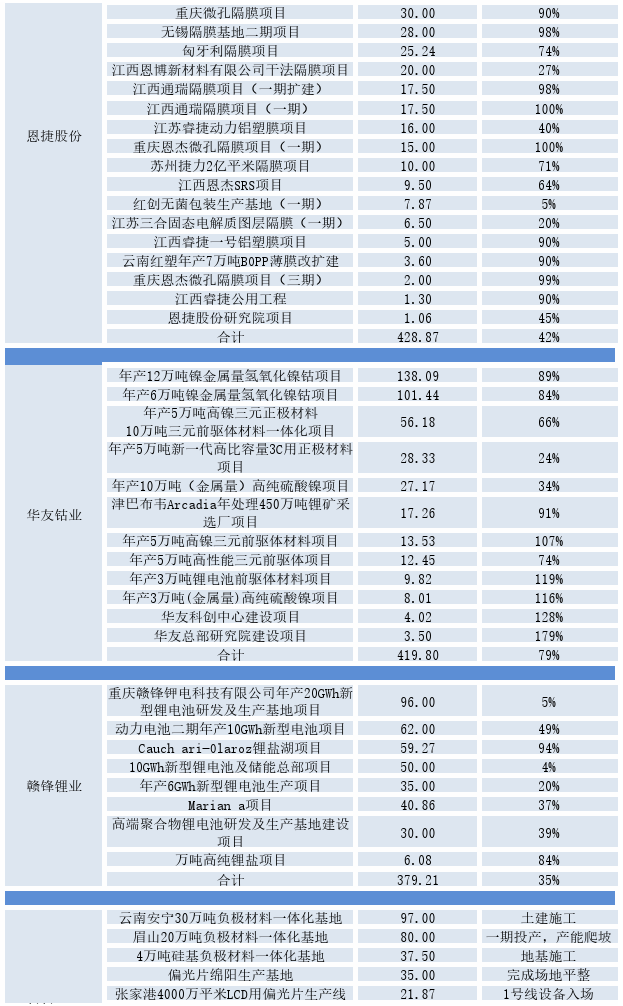 恩捷股份
重庆微孔隔膜项目 30.00 90%
无锡隔膜基地二期项目 28.00 98%
匈牙利隔膜项目 25.24 74%
江西恩博新材料有限公司干法隔膜项目 20.00 27%
江西通瑞隔膜项目（一期扩建） 17.50 98%
江西通瑞隔膜项目（一期） 17.50 100%
江苏睿捷动力铝塑膜项目 16.00 40%
重庆恩杰微孔隔膜项目（一期） 15.00 100%
苏州捷力2亿平米隔膜项目 10.00 71%
江西恩杰SRS项目 9.50 64%
红创无菌包装生产基地（一期） 7.87 5%
江苏三合固态电解质图层隔膜（一期） 6.50 20%
江西睿捷一号铝塑膜项目 5.00 90%
云南红塑年产7万吨BOPP薄膜改扩建 3.60 90%
重庆恩杰微孔隔膜项目（三期） 2.00 99%
江西睿捷公用工程 1.30 90%
恩捷股份研究院项目 1.06 45%
合计 428.87 42%
华友钴业
年产12万吨镍金属量氢氧化镍钴项目 138.09 89%
年产6万吨镍金属量氢氧化镍钴项目 101.44 84%
年产5万吨高镍三元正极材料
10万吨三元前驱体材料一体化项目 56.18 66%
年产5万吨新一代高比容量3C用正极材料
项目 28.33 24%
年产10万吨（金属量）高纯硫酸镍项目 27.17 34%
津巴布韦Arcadia年处理450万吨锂矿采
选厂项目 17.26 91%
年产5万吨高镍三元前驱体材料项目 13.53 107%
年产5万吨高性能三元前驱体项目 12.45 74%
年产3万吨锂电池前驱体材料项目 9.82 119%
年产3万吨(金属量)高纯硫酸镍项目 8.01 116%
华友科创中心建设项目 4.02 128%
华友总部研究院建设项目 3.50 179%
合计 419.80 79%
赣锋锂业
重庆赣锋钾电科技有限公司年产20GWh新
型锂电池研发及生产基地项目 96.00 5%
动力电池二期年产10GWh新型电池项目 62.00 49%
Cauch ari—Olaroz锂盐湖项目 59.27 94%
10GWh新型锂电池及储能总部项目 50.00 4%
年产6GWh新型锂电池生产项目 35.00 20%
Marian a项目 40.86 37%
高端聚合物锂电池研发及生产基地建设
项目 30.00 39%
万吨高纯锂盐项目 6.08 84%
合计 379.21 35%
云南安宁30万吨负极材料一体化基地 97.00 土建施工
眉山20万吨负极材料一体化基地 80.00 一期投产，产能爬坡
4万吨硅基负极材料一体化基地 37.50 地基施工
偏光片绵阳生产基地 35.00 完成场地平整
张家港4000万平米LCD用偏光片生产线 21.87 1号线设备入场